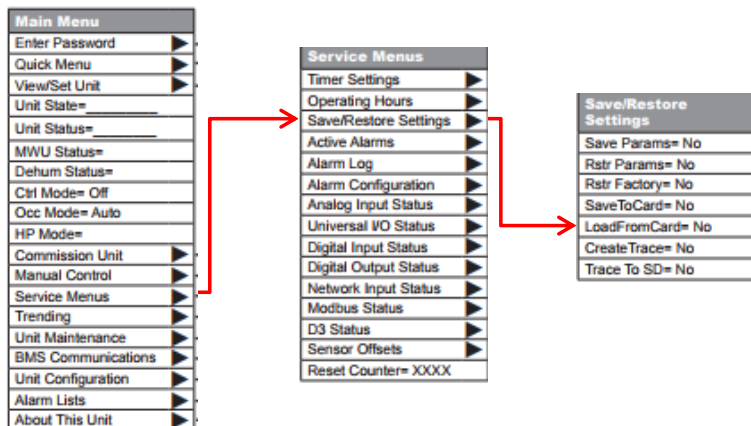 Main Menu
Enter Password
Quick Menu
View/Set Unit
Unit State=_________
Unit Status=________
MWU Status=
Dehum Status=
Ctrl Mode= Off
Occ Mode= Auto
HP Mode=
Commission Unit
Manual Control
Service Menus
Trending
Unit Maintenance
BMS Communications
Unit Configuration
Alarm Lists
About This Unit
Service Menus
Timer Settings
Operating Hours
Save/Restore Settings
Active Alarms
Alarm Log
Alarm Configuration
Analog Input Status
Universal I/O Status
Digital Input Status
Digital Output Status
Network Input Status
Modbus Status
D3 Status
Sensor Offsets
Reset Counter= XXXX
Save/Restore
Settings
Save Params= No
Rstr Params= No
Rstr Factory= No
SaveToCard= No
LoadFromCard= No
CreateTrace= No
Trace To SD= No